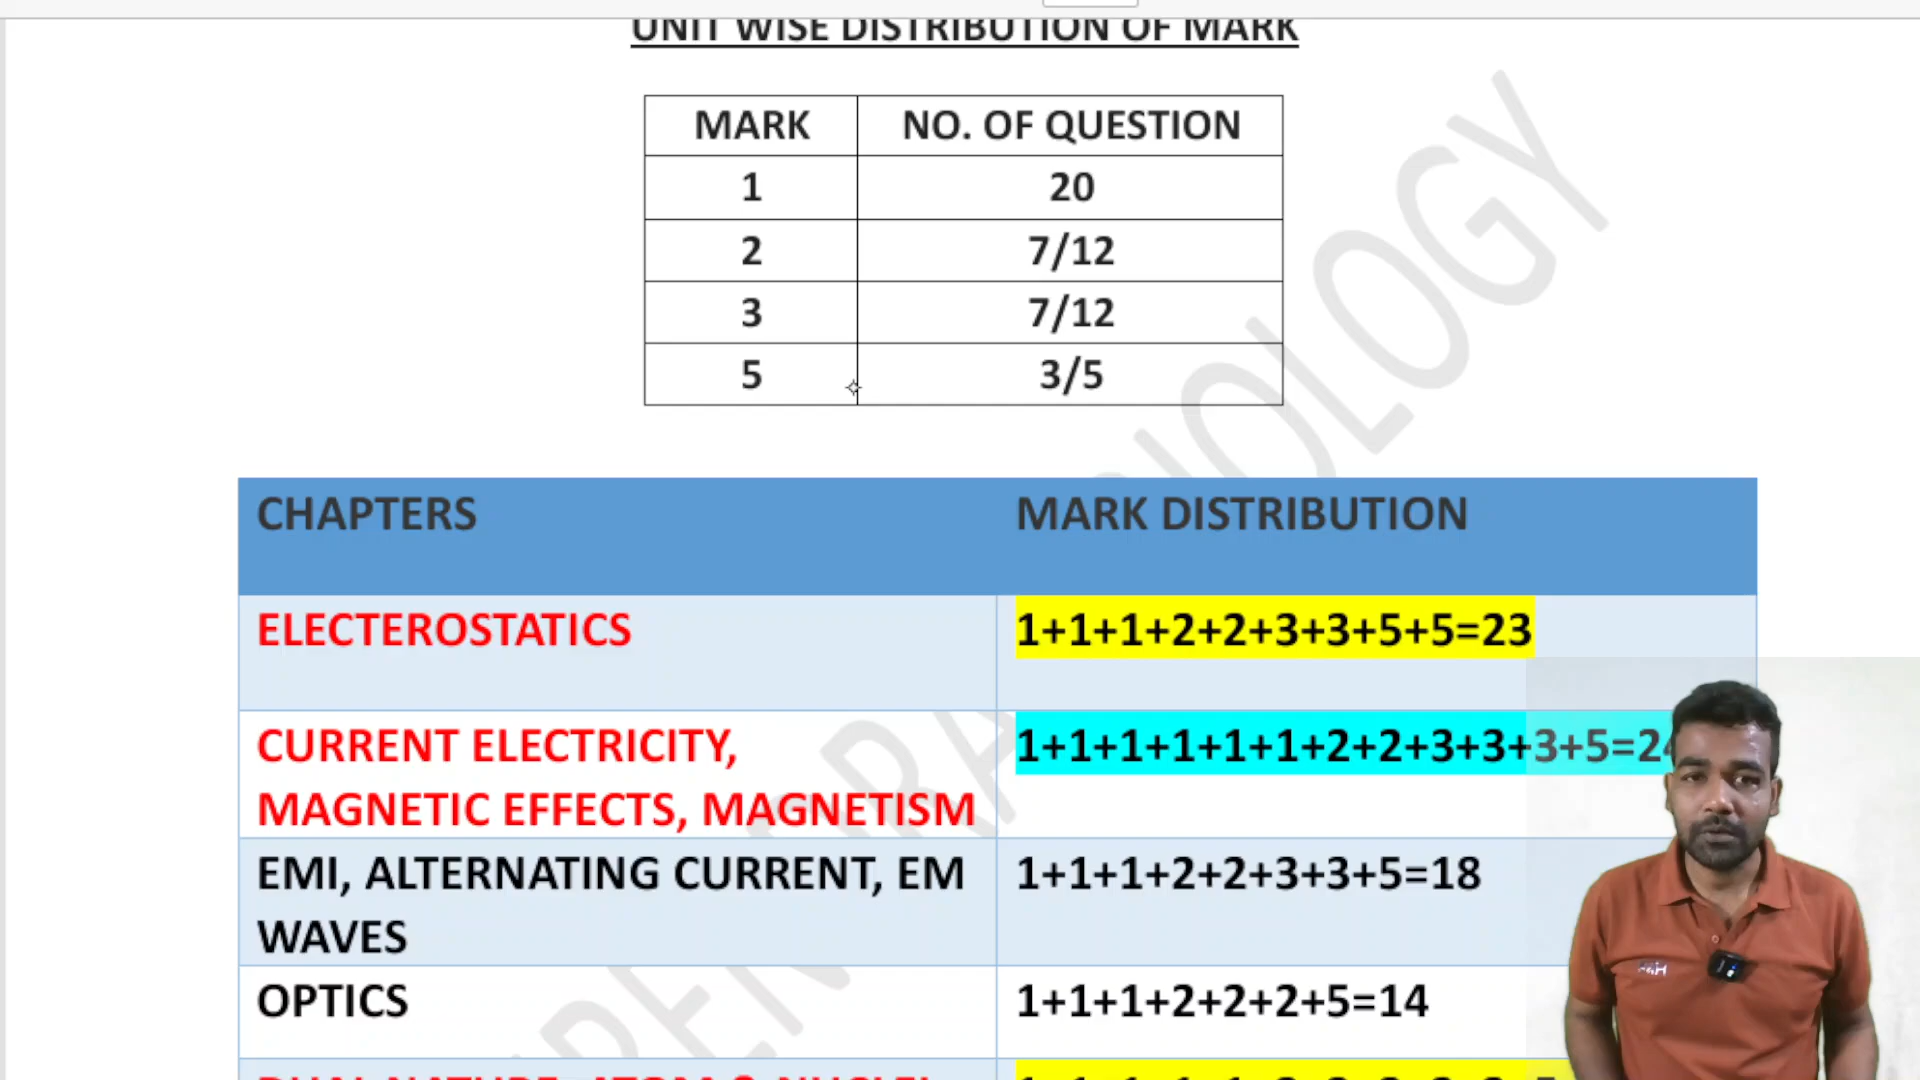 UNIT WISE DISTRIBUTION OF MARK
MARK NO. OF QUESTION
1 20
2 7/12
3 7/12
5 3/5
CHAPTERS MARK DISTRIBUTION
ELECTEROSTATICS 1+1+1+2+2+3+3+5+5=23
CURRENT ELECTRICITY, 1+1+1+1+1+1+2+2+3+3+3+5=24
MAGNETIC EFFECTS, MAGNETISM
EMI, ALTERNATING CURRENT, EM 1+1+1+2+2+3+3+5=18
WAVES
OPTICS 1+1+1+2+2+2+5=14